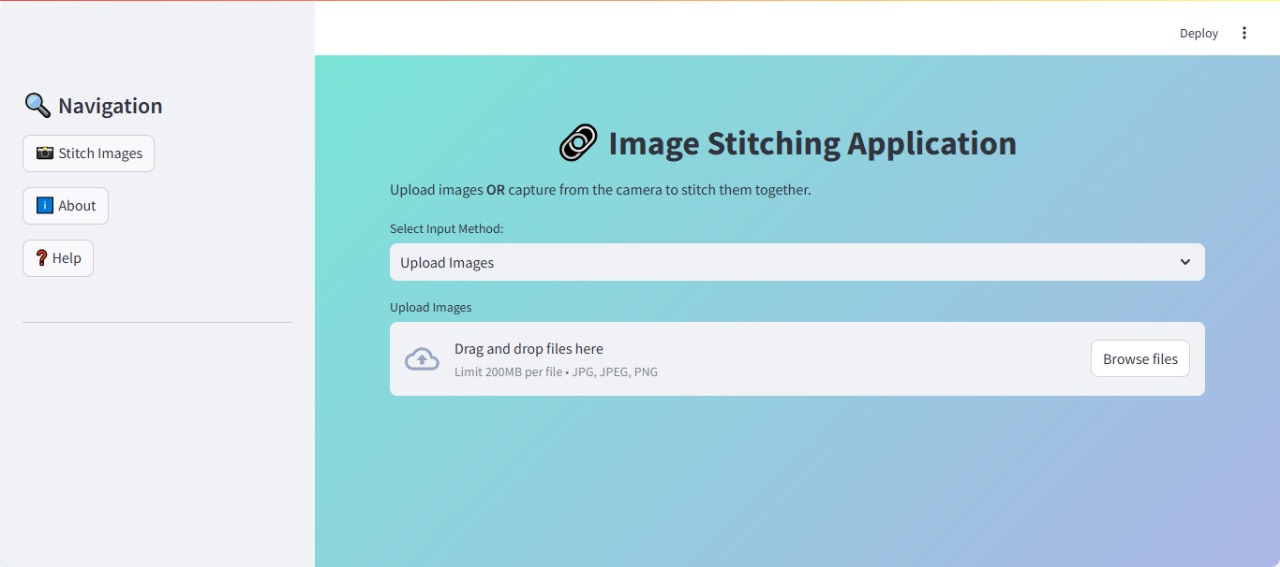 Deploy
Navigation
Stitch Images
About
Help
Image Stitching Application
Upload images OR capture from the camera to stitch them together.
Select Input Method:
Upload Images
Upload Images
Drag and drop files here
Limit 200MB per file • JPG, JPEG, PNG
Browse files